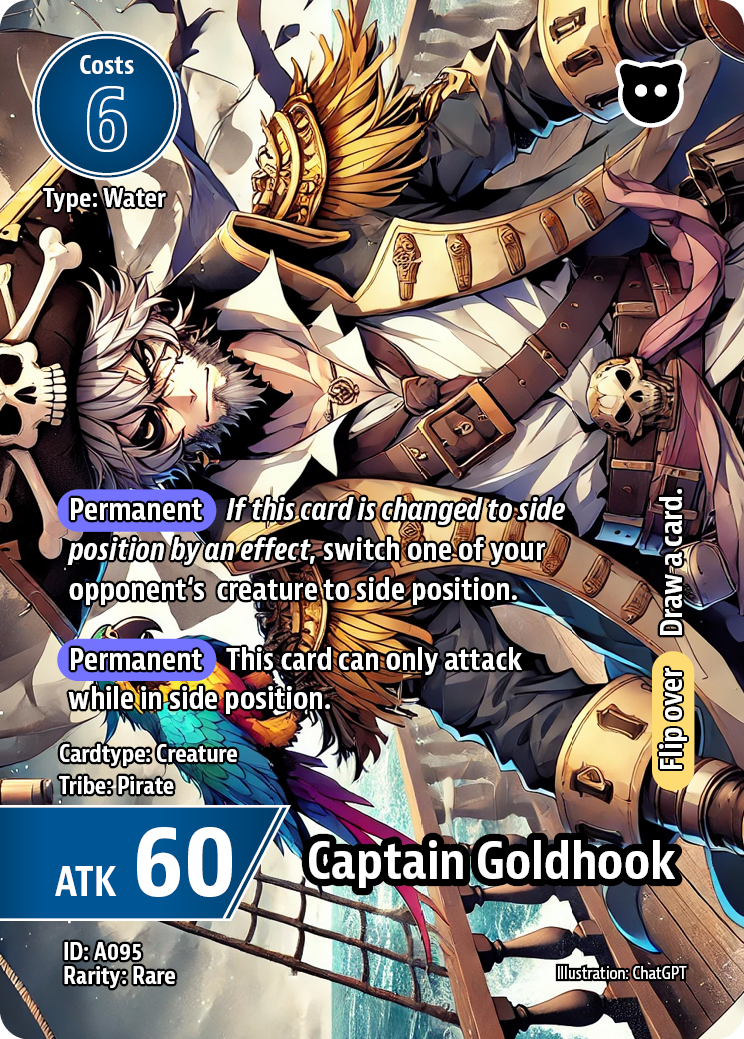 Costs
6
Type: Water
Permanent If this card is changed to side
position by an effect, switch one of your
opponent‘s creature to side position.
Permanent This card can only attack
while in side position.
Flip over Draw a card.
Cardtype: Creature
Tribe: Pirate
ATK 60
Captain Goldhook
ID: A095
Rarity: Rare
Illustration: ChatGPT